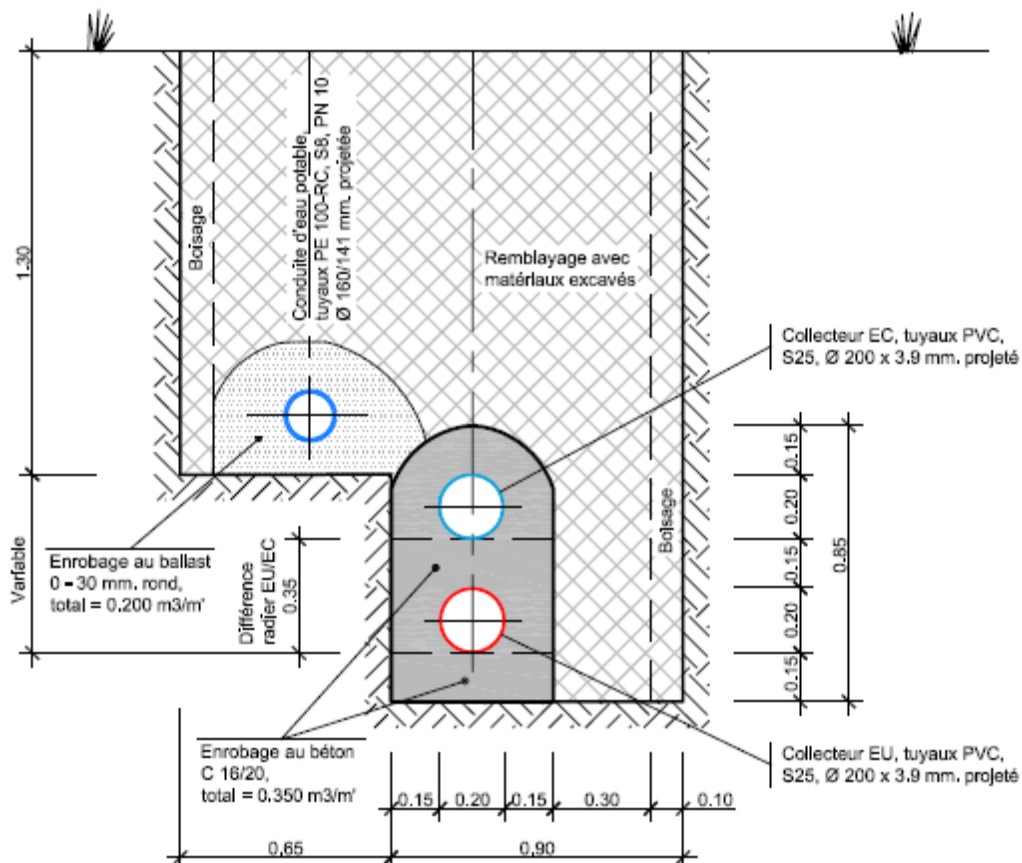 1.30
Variable
Boisage
Conduite d'eau potable,
tuyaux PE 100-RC, S8, PN 10
Ø 160/141 mm. projetée
Remblayage avec
matériaux excavés
Collecteur EC, tuyaux PVC,
S25, Ø 200 x 3.9 mm. projeté
Boisage
0.15
0.20
0.15
0.20
0.15
0.85
Enrobage au ballast
0 - 30 mm. rond,
total = 0.200 m3/m'
Différence
radier EU/EC
0.35
Enrobage au béton
C 16/20,
total = 0.350 m3/m'
Collecteur EU, tuyaux PVC,
S25, Ø 200 x 3.9 mm. projeté
0.15
0.20
0.15
0.30
0.10
0.65
0.90